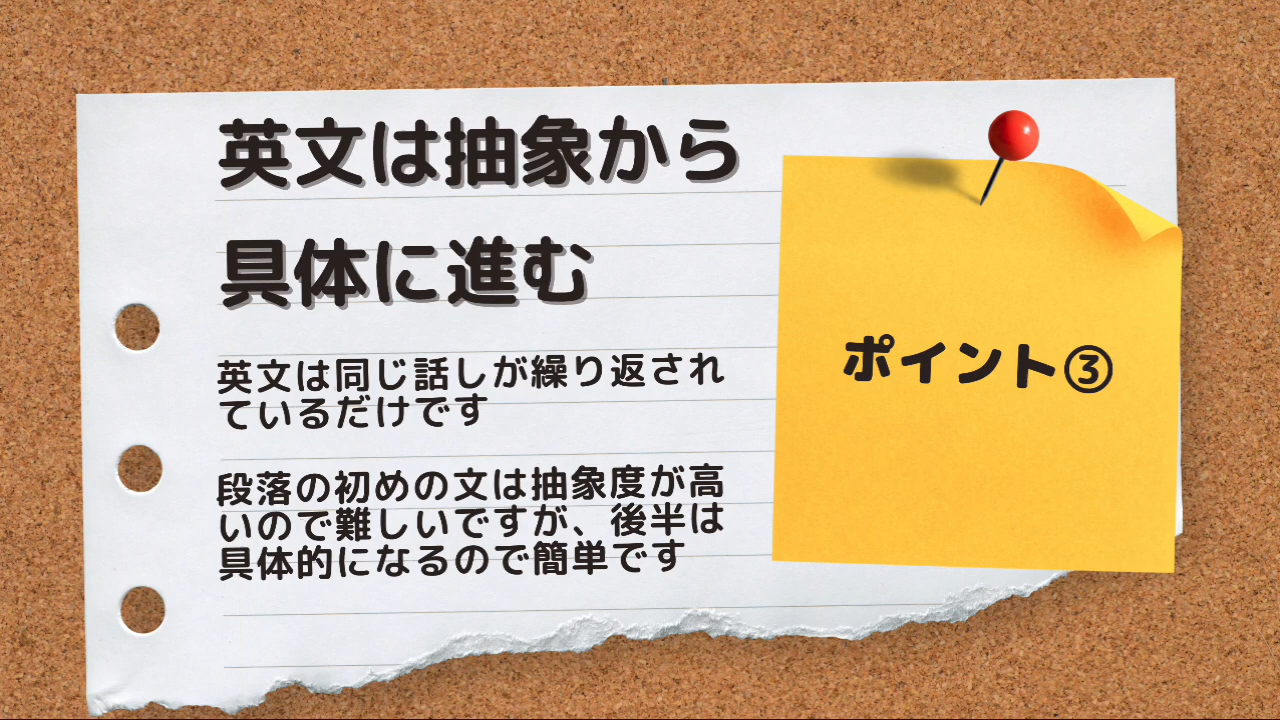 英文は抽象から
具体に進む
英文は同じ話しが繰り返され
ているだけです
段落の初めの文は抽象度が高
いので難しいですが、後半は
具体的になるので簡単です
ポイント③